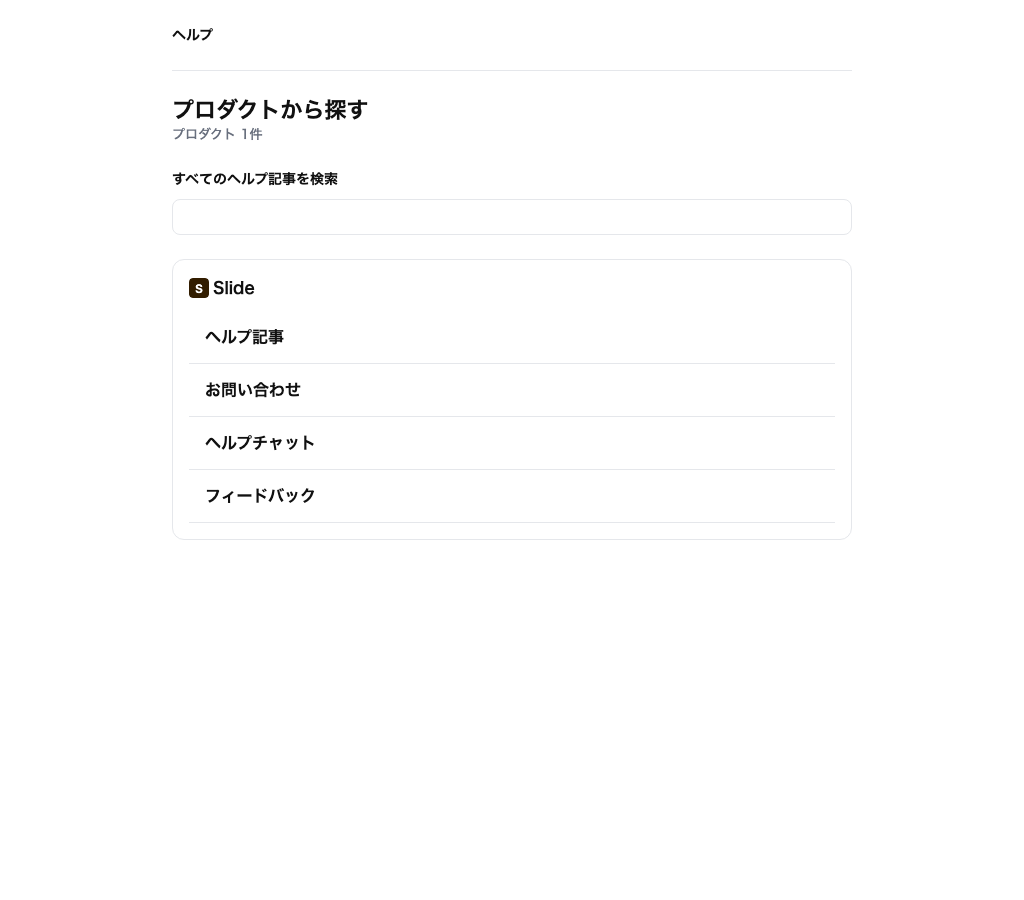 ヘルプ
プロダクトから探す
プロダクト 1件
すべてのヘルプ記事を検索
S Slide
ヘルプ記事
お問い合わせ
ヘルプチャット
フィードバック